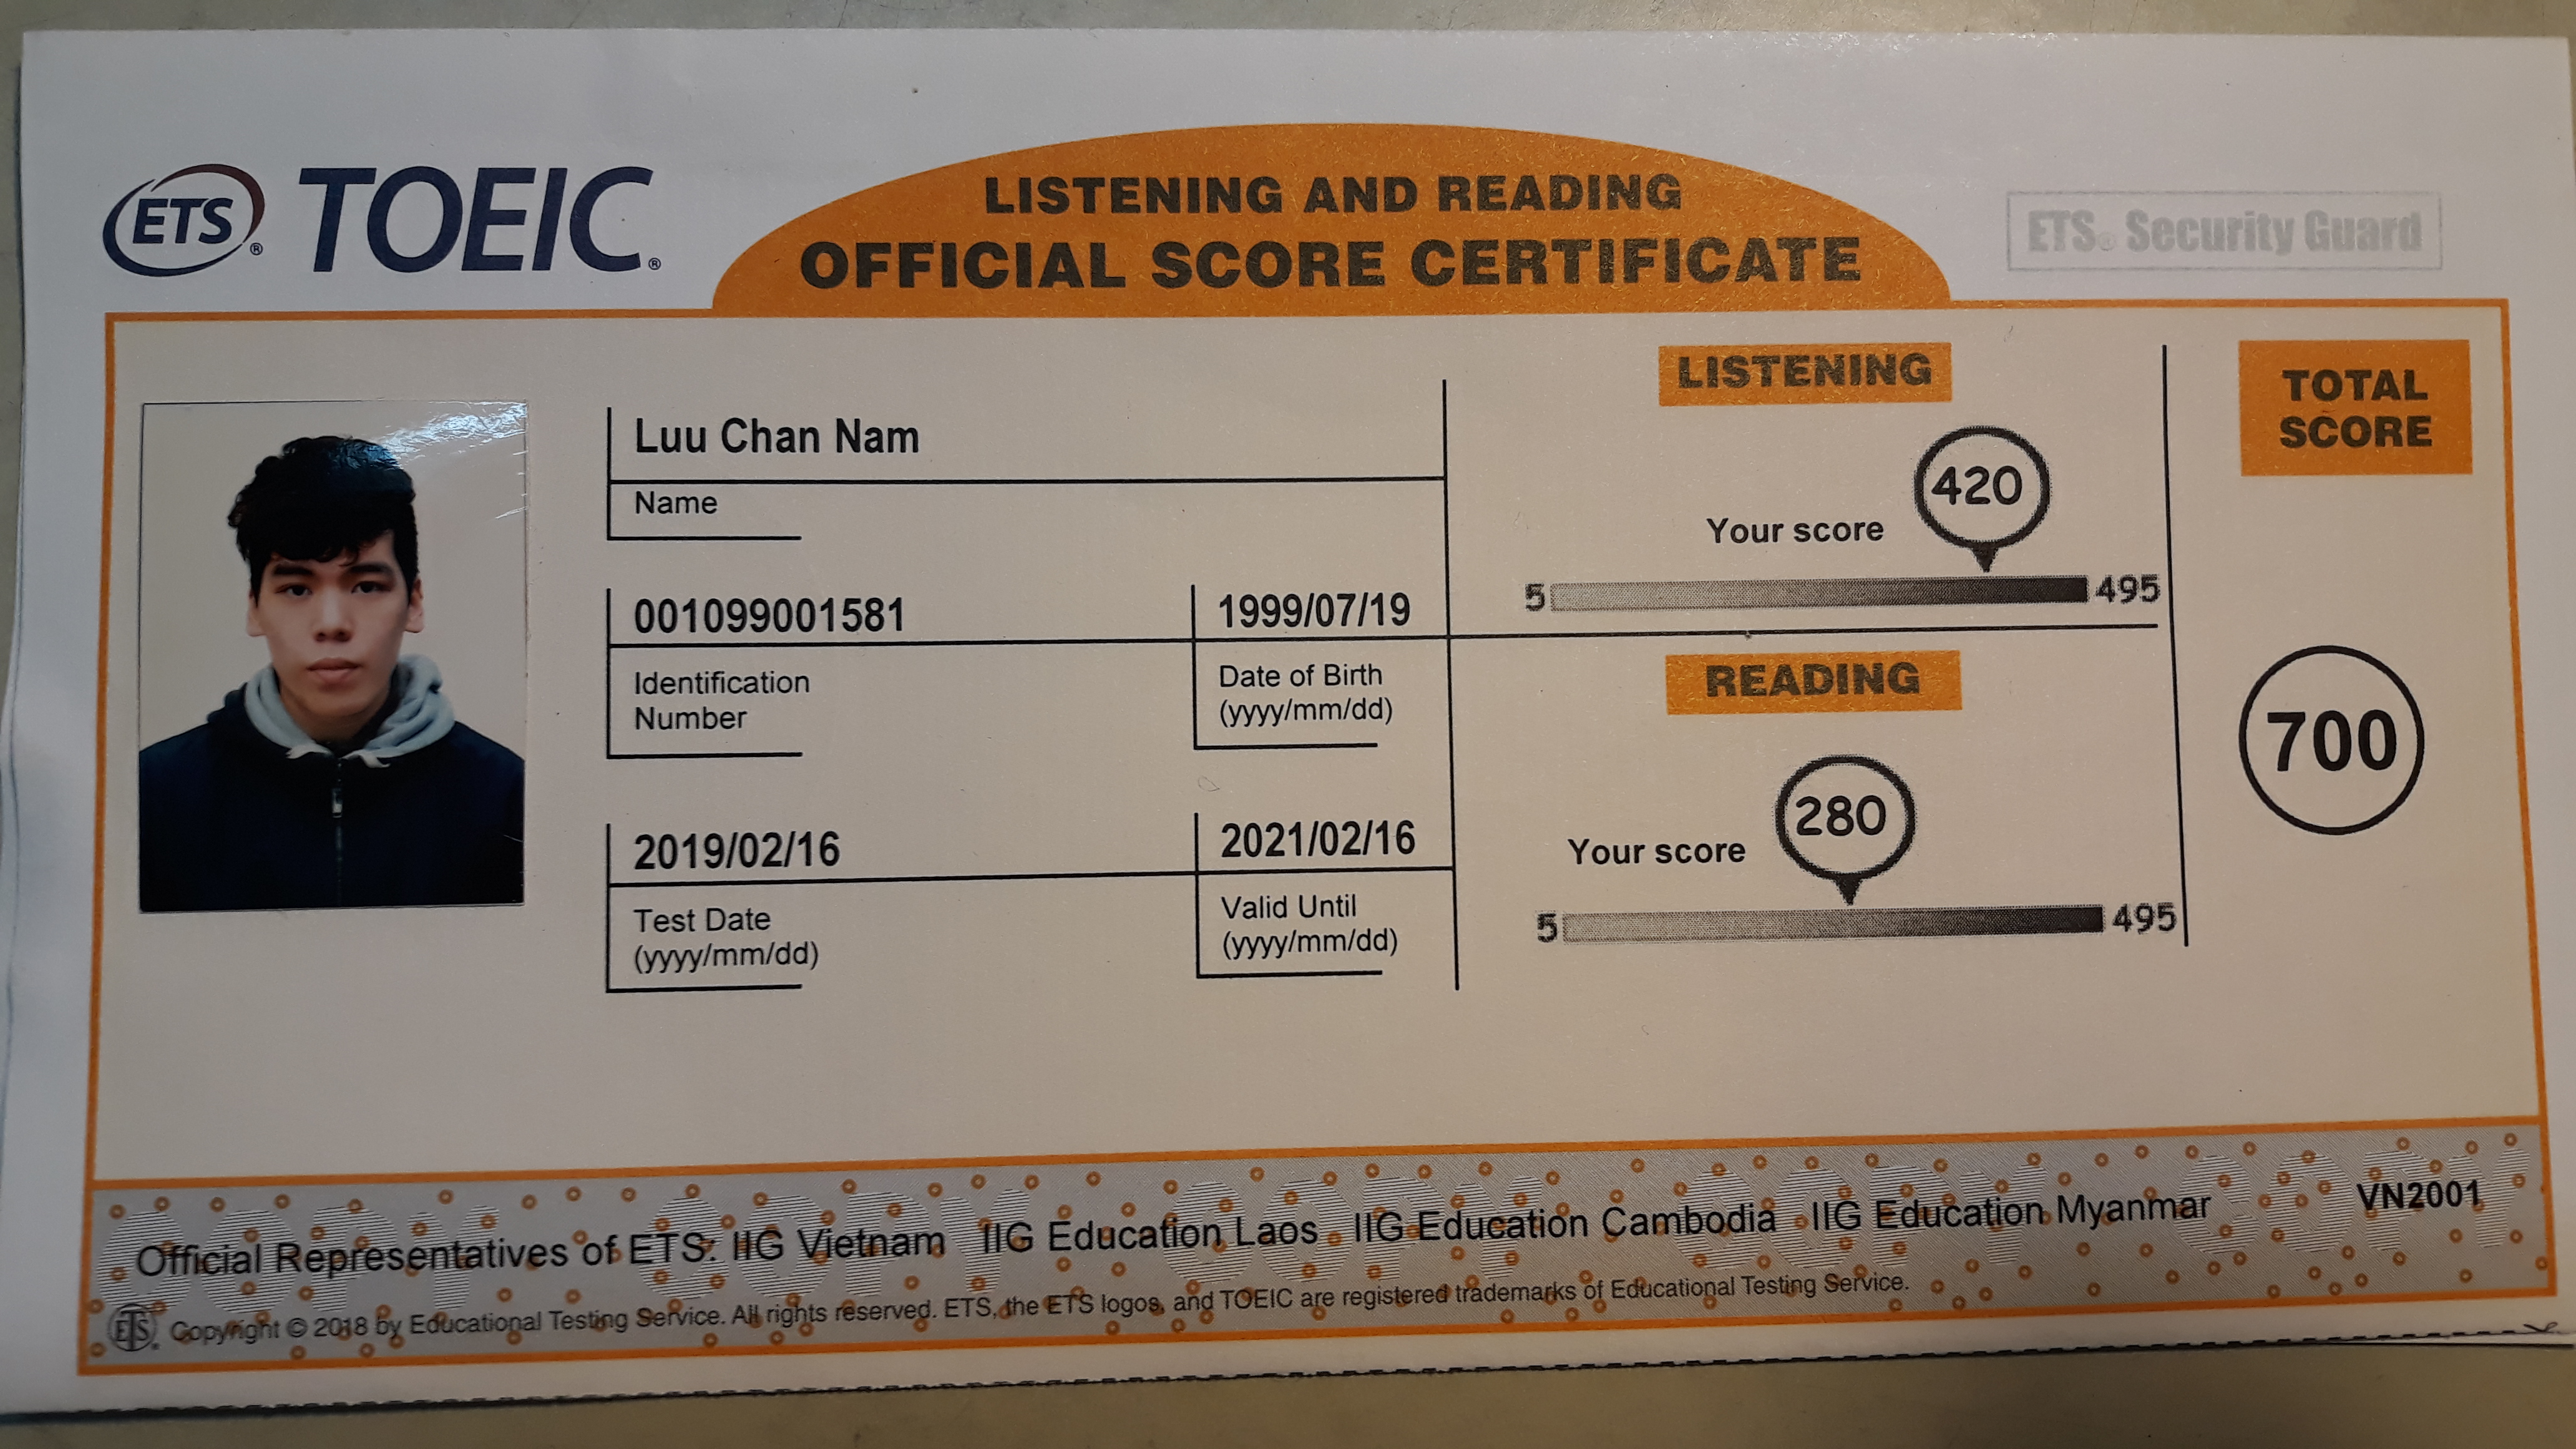 ETS® TOEIC®
LISTENING AND READING
OFFICIAL SCORE CERTIFICATE
ETS® Security Guard
Luu Chan Nam
Name
001099001581
Identification
Number
1999/07/19
Date of Birth
(yyyy/mm/dd)
2019/02/16
Test Date
(yyyy/mm/dd)
2021/02/16
Valid Until
(yyyy/mm/dd)
LISTENING
420
Your score
5 495
READING
280
Your score
5 495
TOTAL
SCORE
700
COPY COPY COPY COPY COPY
Official Representatives of ETS: IIG Vietnam IIG Education Laos IIG Education Cambodia IIG Education Myanmar
VN2001
ETS® Copyright © 2018 by Educational Testing Service. All rights reserved. ETS, the ETS logos, and TOEIC are registered trademarks of Educational Testing Service.